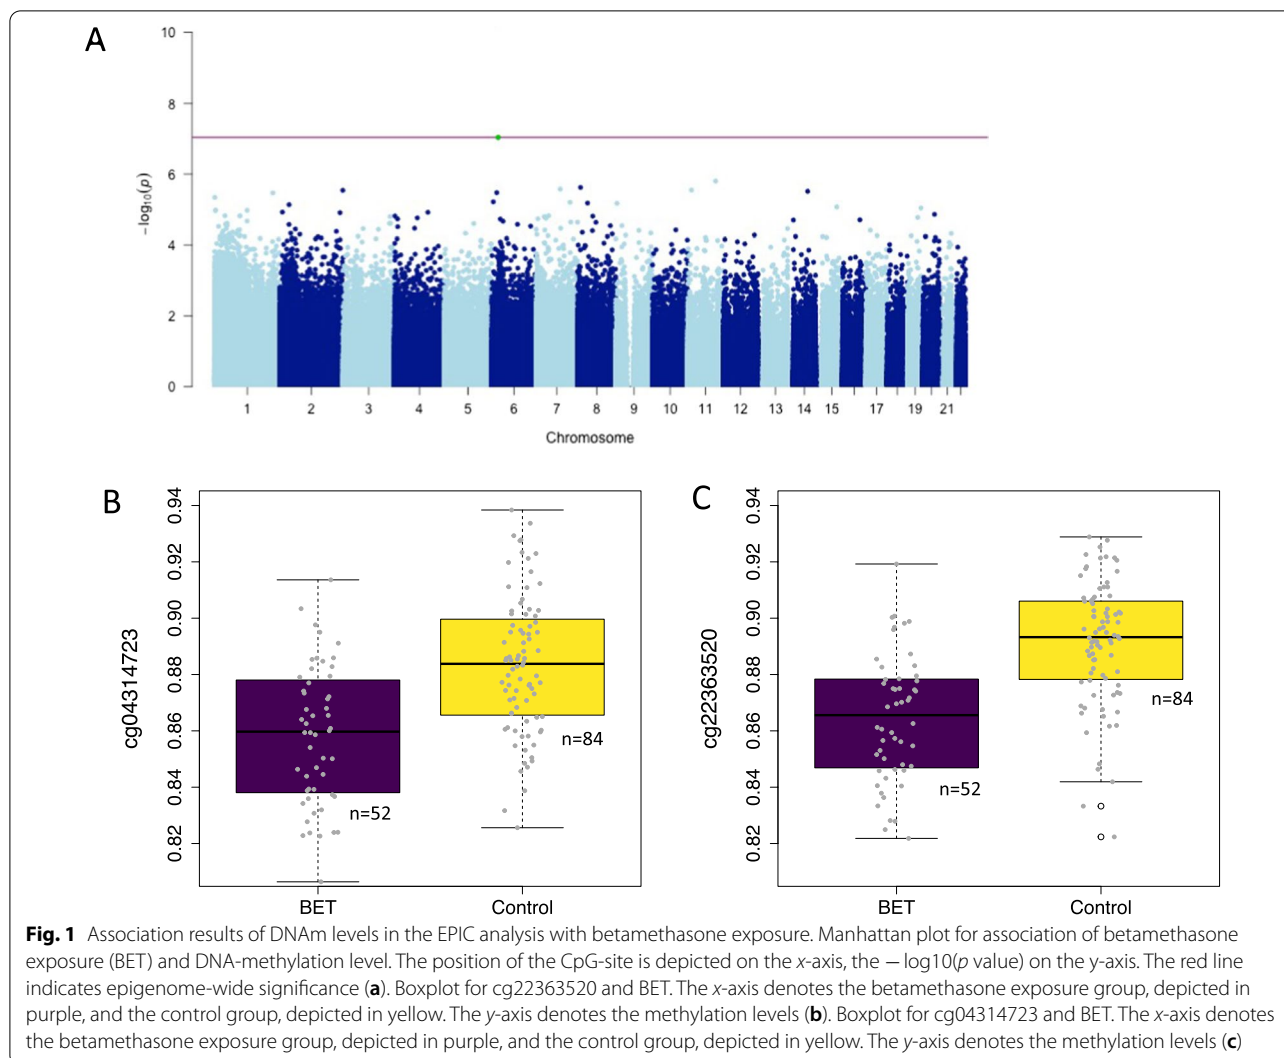 A
10
8
6
4
2
0
−log10(p)
1 2 3 4 5 6 7 8 9 10 11 12 13 14 15 17 19 21
Chromosome
B
cg04314723
0.94
0.92
0.90
0.88
0.86
0.84
0.82
n=52
n=84
BET Control
C
cg22363520
0.94
0.92
0.90
0.88
0.86
0.84
0.82
n=52
n=84
BET Control
Fig. 1 Association results of DNAm levels in the EPIC analysis with betamethasone exposure. Manhattan plot for association of betamethasone
exposure (BET) and DNA-methylation level. The position of the CpG-site is depicted on the x-axis, the − log10(p value) on the y-axis. The red line
indicates epigenome-wide significance (a). Boxplot for cg22363520 and BET. The x-axis denotes the betamethasone exposure group, depicted in
purple, and the control group, depicted in yellow. The y-axis denotes the methylation levels (b). Boxplot for cg04314723 and BET. The x-axis denotes
the betamethasone exposure group, depicted in purple, and the control group, depicted in yellow. The y-axis denotes the methylation levels (c)